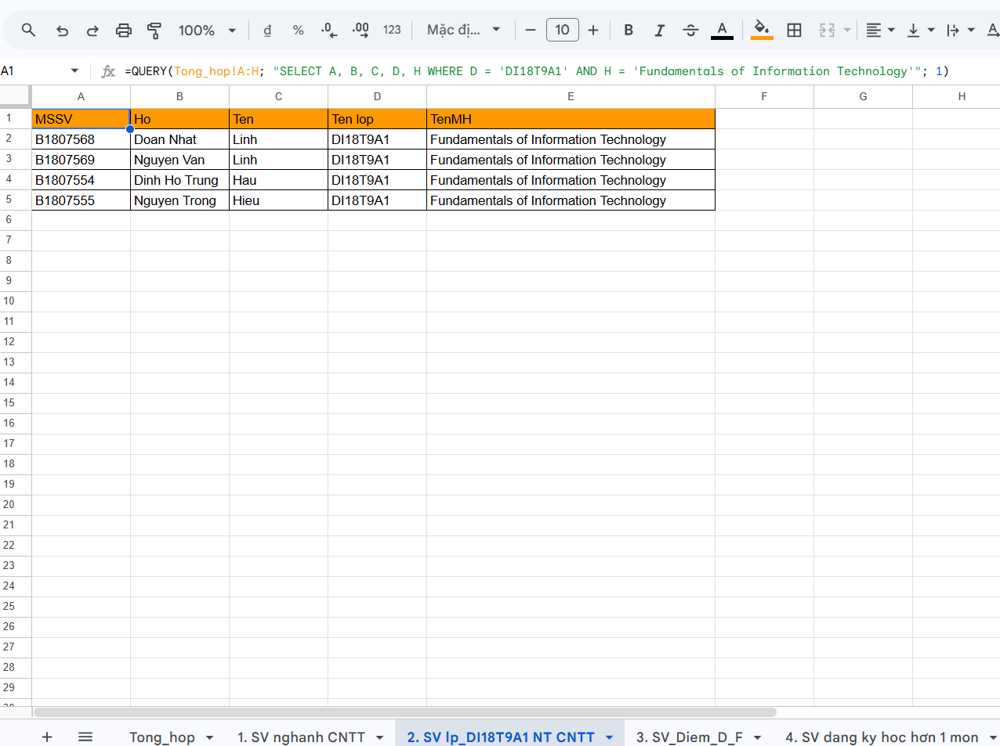 100% đ % .0 .00 123 Mặc đị... 10 B I A A
A1 fx =QUERY(Tong_hop!A:H; "SELECT A, B, C, D, H WHERE D = 'DI18T9A1' AND H = 'Fundamentals of Information Technology'"; 1)
A B C D E F G H
1 MSSV Ho Ten Ten lop TenMH
2 B1807568 Doan Nhat Linh DI18T9A1 Fundamentals of Information Technology
3 B1807569 Nguyen Van Linh DI18T9A1 Fundamentals of Information Technology
4 B1807554 Dinh Ho Trung Hau DI18T9A1 Fundamentals of Information Technology
5 B1807555 Nguyen Trong Hieu DI18T9A1 Fundamentals of Information Technology
6
7
8
9
10
11
12
13
14
15
16
17
18
19
20
21
22
23
24
25
26
27
28
29
Tong_hop 1. SV nghanh CNTT 2. SV lp_DI18T9A1 NT CNTT 3. SV_Diem_D_F 4. SV dang ky hoc hơn 1 mon